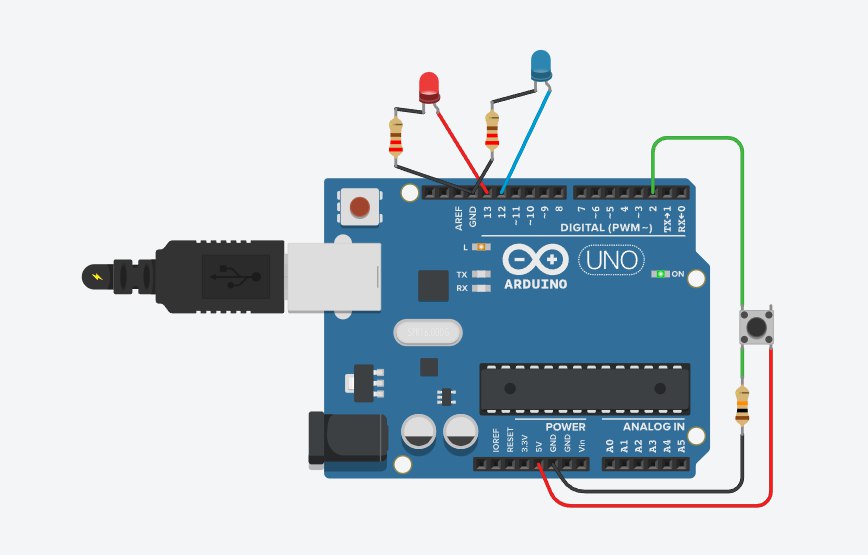 AREF
GND
13
12
~11
~10
~9
8
7
~6
~5
4
~3
2
TX→1
RX←0
DIGITAL (PWM~)
L
TX
RX
UNO
ARDUINO
ON
POWER
ANALOG IN
IOREF
RESET
3.3V
5V
GND
GND
Vin
A0
A1
A2
A3
A4
A5